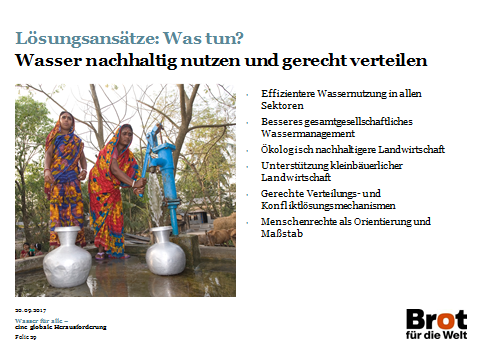 Lösungsansätze: Was tun?
Wasser nachhaltig nutzen und gerecht verteilen
Effizientere Wassernutzung in allen
Sektoren
Besseres gesamtgesellschaftliches
Wassermanagement
Ökologisch nachhaltigere Landwirtschaft
Unterstützung kleinbäuerlicher
Landwirtschaft
Gerechte Verteilungs- und
Konfliktlösungsmechanismen
Menschenrechte als Orientierung und
Maßstab
20.09.2017
Wasser für alle –
eine globale Herausforderung
Folie 29
Brot
für die Welt